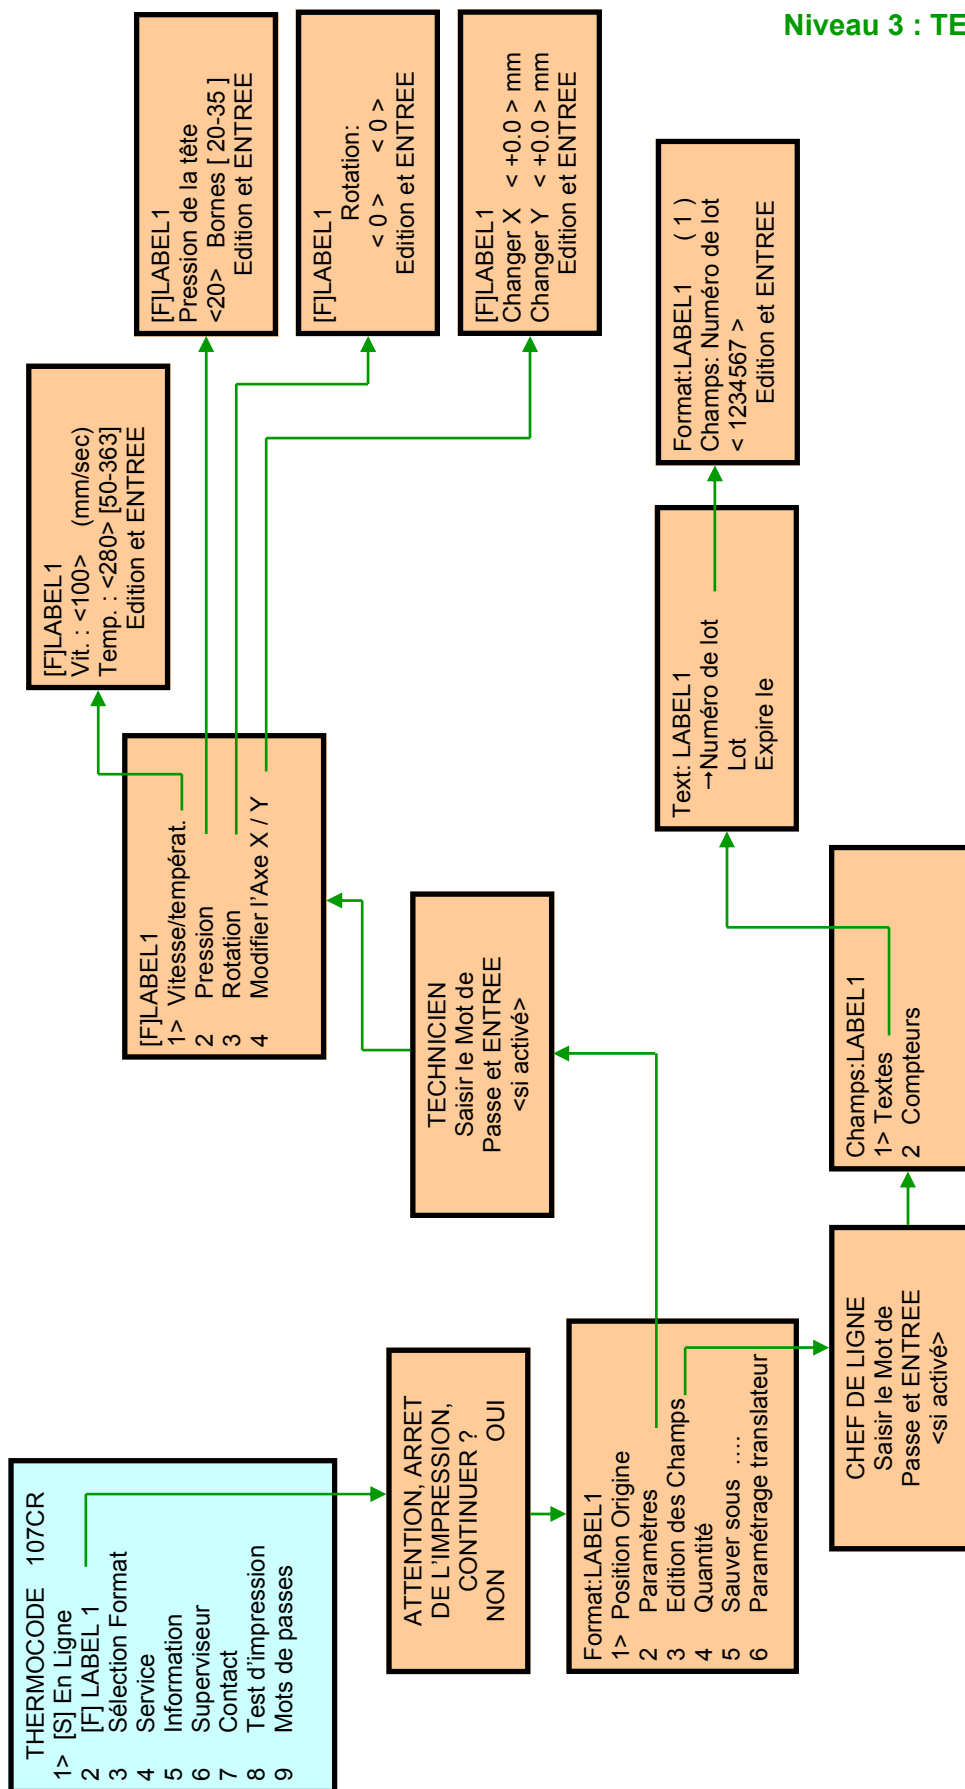 Niveau 3 : TE
THERMOCODE 107CR
1> [S] En Ligne
2 [F] LABEL 1
3 Sélection Format
4 Service
5 Information
6 Superviseur
7 Contact
8 Test d'impression
9 Mots de passes
ATTENTION, ARRET
DE L'IMPRESSION,
CONTINUER ?
NON OUI
Format:LABEL1
1> Position Origine
2 Paramètres
3 Edition des Champs
4 Quantité
5 Sauver sous ....
6 Paramétrage translateur
TECHNICIEN
Saisir le Mot de
Passe et ENTREE
<si activé>
[F]LABEL1
1> Vitesse/températ.
2 Pression
3 Rotation
4 Modifier l'Axe X / Y
[F]LABEL1
Vit. : <100> (mm/sec)
Temp. : <280> [50-363]
Edition et ENTREE
[F]LABEL1
Pression de la tête
<20> Bornes [ 20-35 ]
Edition et ENTREE
[F]LABEL1
Rotation:
< 0 > < 0 >
Edition et ENTREE
[F]LABEL1
Changer X < +0.0 > mm
Changer Y < +0.0 > mm
Edition et ENTREE
CHEF DE LIGNE
Saisir le Mot de
Passe et ENTREE
<si activé>
Champs:LABEL1
1> Textes
2 Compteurs
Text: LABEL1
→Numéro de lot
Lot
Expire le
Format:LABEL1 ( 1 )
Champs: Numéro de lot
< 1234567 >
Edition et ENTREE